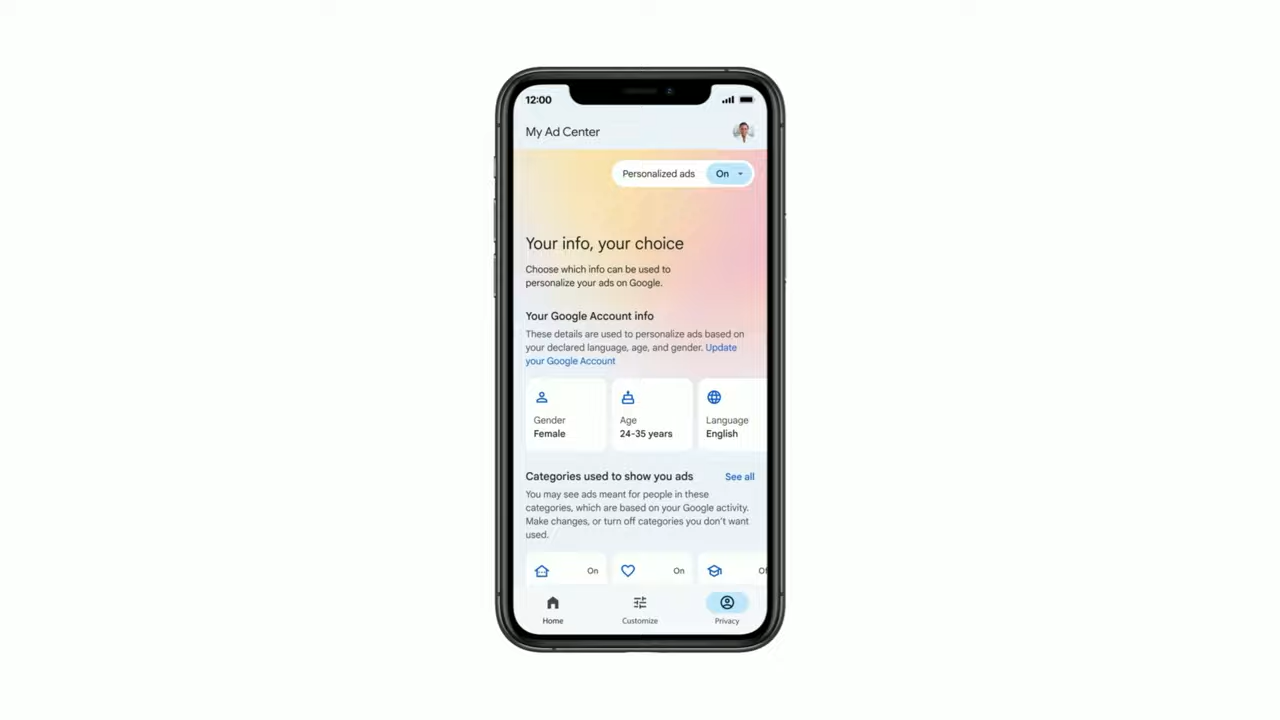 12:00
My Ad Center
Personalized ads On
Your info, your choice
Choose which info can be used to
personalize your ads on Google.
Your Google Account info
These details are used to personalize ads based on
your declared language, age, and gender. Update
your Google Account
Gender Age Language
Female 24-35 years English
Categories used to show you ads See all
You may see ads meant for people in these
categories, which are based on your Google activity.
Make changes, or turn off categories you don't want
used.
On On
Home Customize Privacy